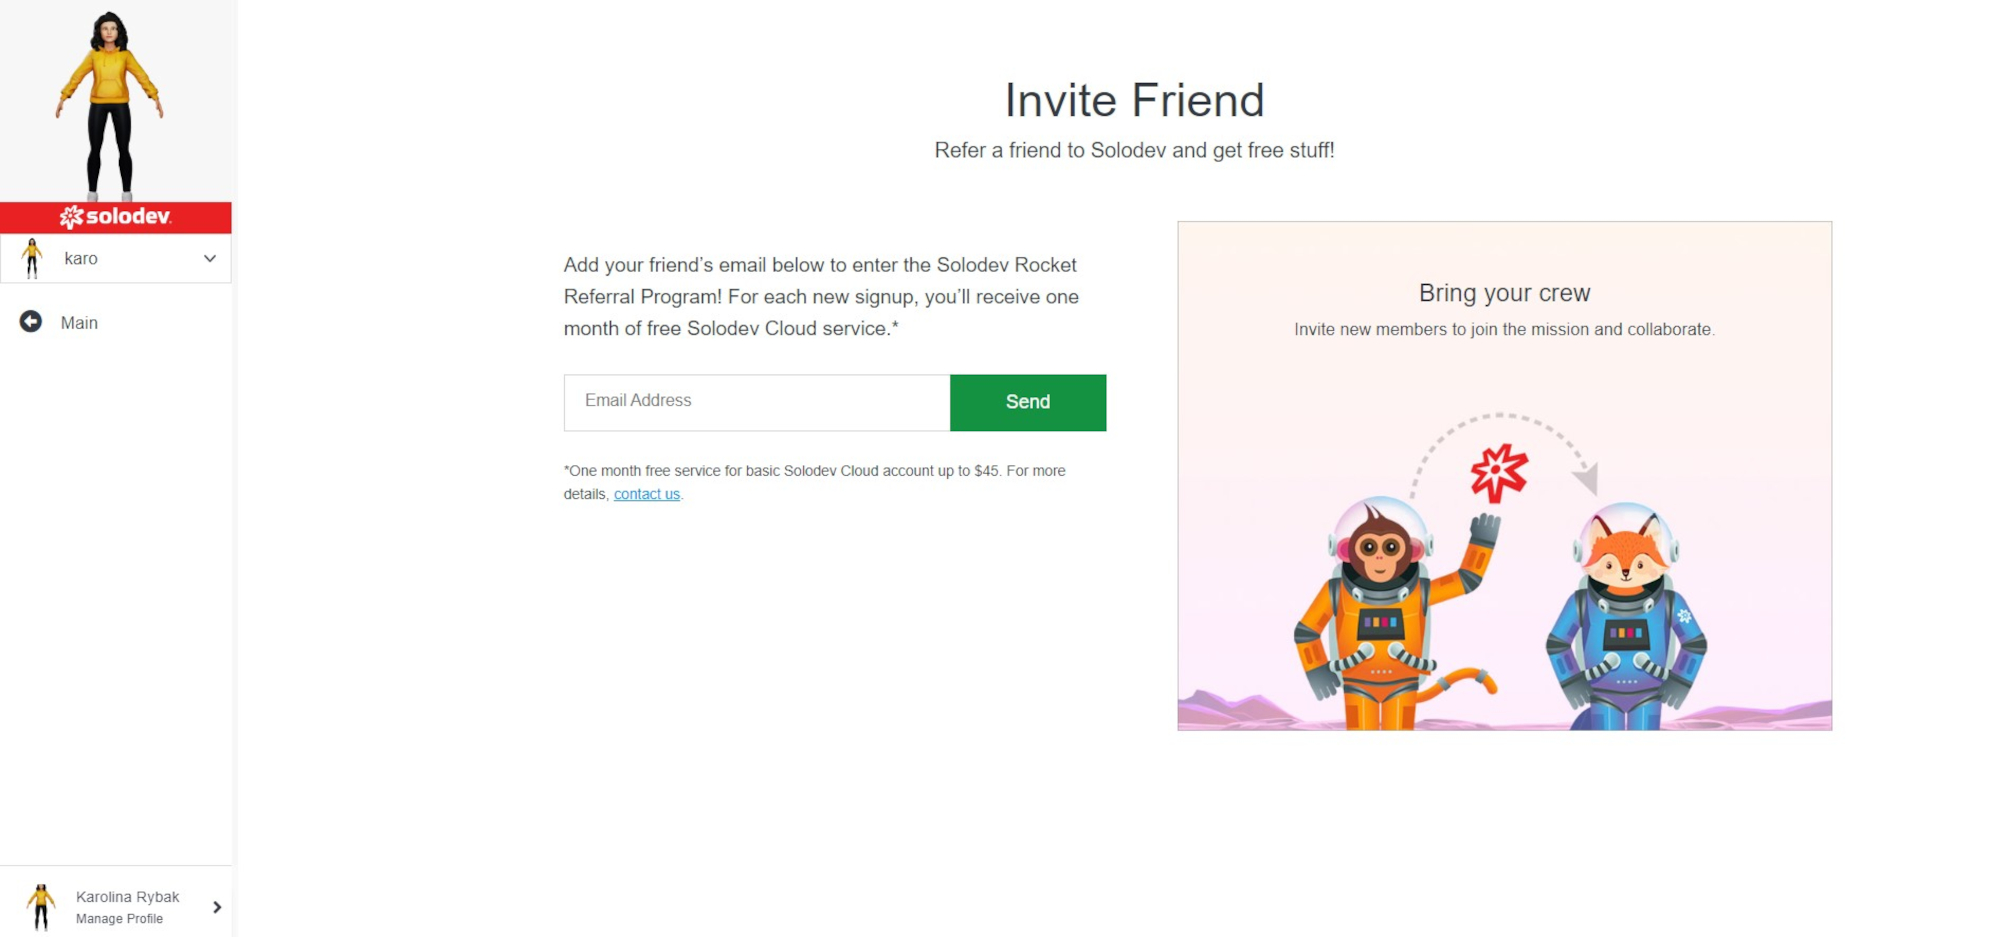 solodev
karo
Main
Invite Friend
Refer a friend to Solodev and get free stuff!
Add your friend’s email below to enter the Solodev Rocket
Referral Program! For each new signup, you’ll receive one
month of free Solodev Cloud service.*
Email Address
Send
*One month free service for basic Solodev Cloud account up to $45. For more
details, contact us.
Bring your crew
Invite new members to join the mission and collaborate.
Karolina Rybak
Manage Profile